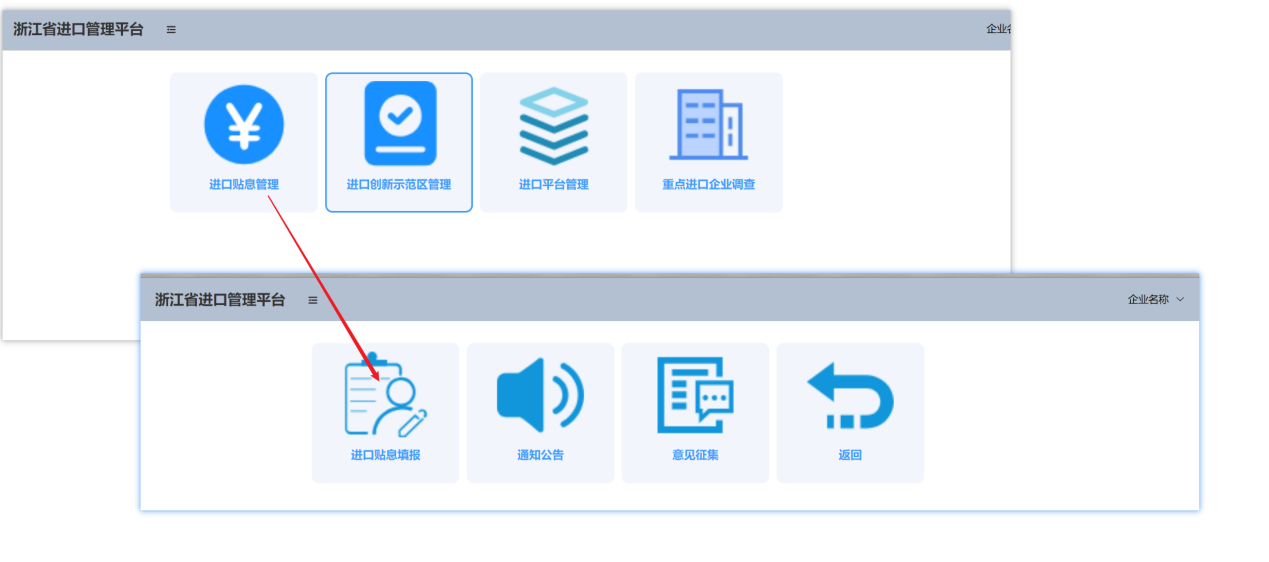 浙江省进口管理平台
企业
进口贴息管理
进口创新示范区管理
进口平台管理
重点进口企业调查
浙江省进口管理平台
企业名称
进口贴息填报
通知公告
意见征集
返回